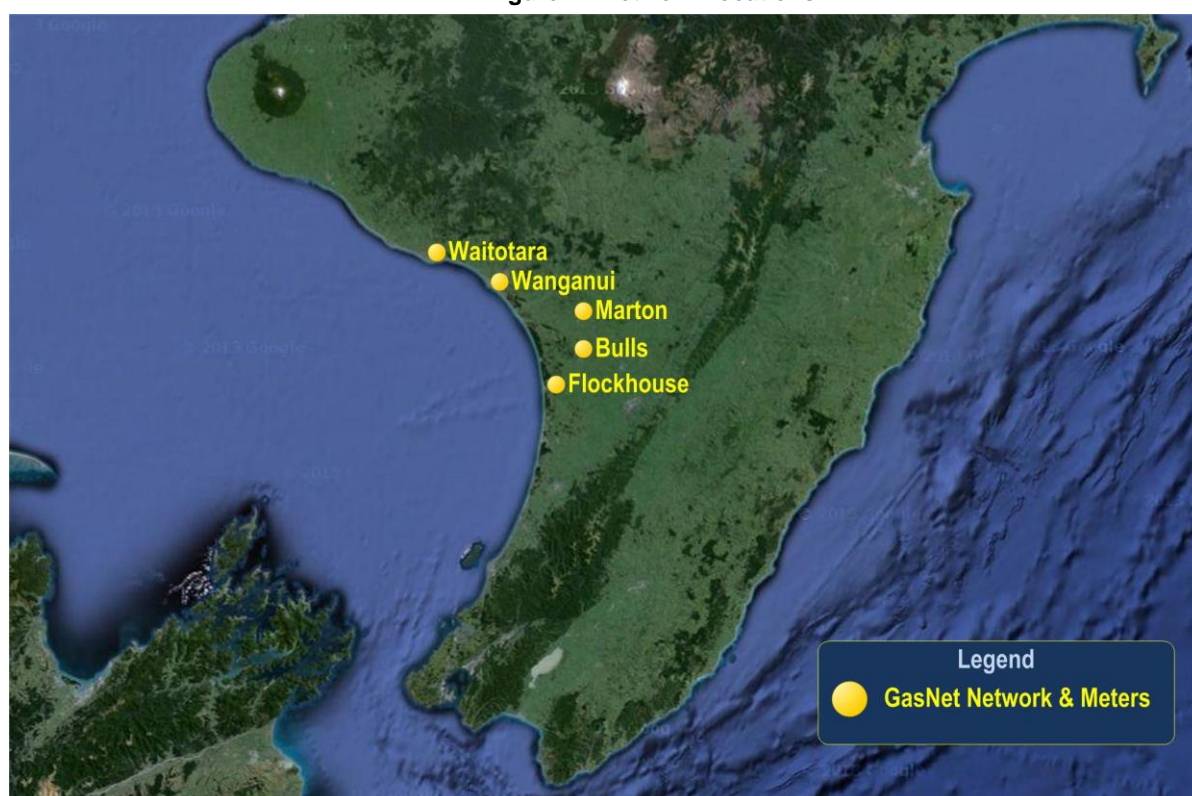 Waitotara
Wanganui
Marton
Bulls
Flockhouse
Legend
GasNet Network & Meters